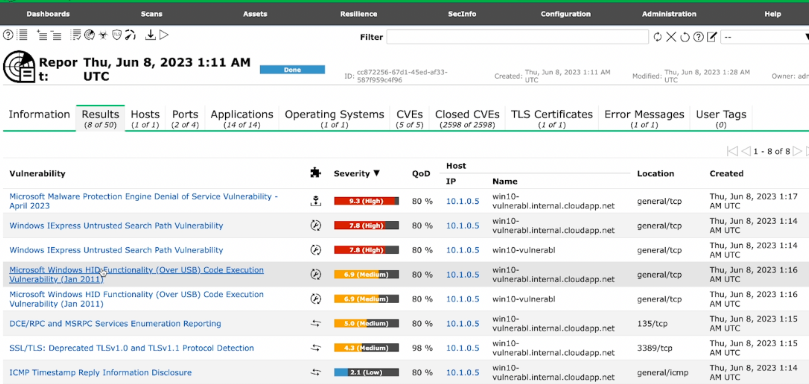 Dashboards Scans Assets Resilience SecInfo Configuration Administration Help
Filter --
Report: Thu, Jun 8, 2023 1:11 AM UTC Done
ID: cc872256-67d1-45ed-af33-587f959c4f96 Created: Thu, Jun 8, 2023 1:11 AM UTC Modified: Thu, Jun 8, 2023 1:28 AM UTC Owner:
Information Results Hosts Ports Applications Operating Systems CVEs Closed CVEs TLS Certificates Error Messages User Tags
(8 of 50) (1 of 1) (2 of 4) (14 of 14) (1 of 1) (5 of 5) (2598 of 2598) (1 of 1) (1 of 1) (0)
1 - 8 of 8
Vulnerability Severity ▼ QoD Host Location Created
IP Name
Microsoft Malware Protection Engine Denial of Service Vulnerability - April 2023 9.3 (High) 80 % 10.1.0.5 win10-vulnerabl.internal.cloudapp.net general/tcp Thu, Jun 8, 2023 1:17 AM UTC
Windows IExpress Untrusted Search Path Vulnerability 7.8 (High) 80 % 10.1.0.5 win10-vulnerabl.internal.cloudapp.net general/tcp Thu, Jun 8, 2023 1:14 AM UTC
Windows IExpress Untrusted Search Path Vulnerability 7.8 (High) 80 % 10.1.0.5 win10-vulnerabl general/tcp Thu, Jun 8, 2023 1:14 AM UTC
Microsoft Windows HID Functionality (Over USB) Code Execution Vulnerability (Jan 2011) 6.9 (Medium) 80 % 10.1.0.5 win10-vulnerabl.internal.cloudapp.net general/tcp Thu, Jun 8, 2023 1:16 AM UTC
Microsoft Windows HID Functionality (Over USB) Code Execution Vulnerability (Jan 2011) 6.9 (Medium) 80 % 10.1.0.5 win10-vulnerabl general/tcp Thu, Jun 8, 2023 1:16 AM UTC
DCE/RPC and MSRPC Services Enumeration Reporting 5.0 (Medium) 80 % 10.1.0.5 win10-vulnerabl.internal.cloudapp.net 135/tcp Thu, Jun 8, 2023 1:15 AM UTC
SSL/TLS: Deprecated TLSv1.0 and TLSv1.1 Protocol Detection 4.3 (Medium) 98 % 10.1.0.5 win10-vulnerabl.internal.cloudapp.net 3389/tcp Thu, Jun 8, 2023 1:15 AM UTC
ICMP Timestamp Reply Information Disclosure 2.1 (Low) 80 % 10.1.0.5 win10-vulnerabl.internal.cloudapp.net general/icmp Thu, Jun 8, 2023 1:14 AM UTC